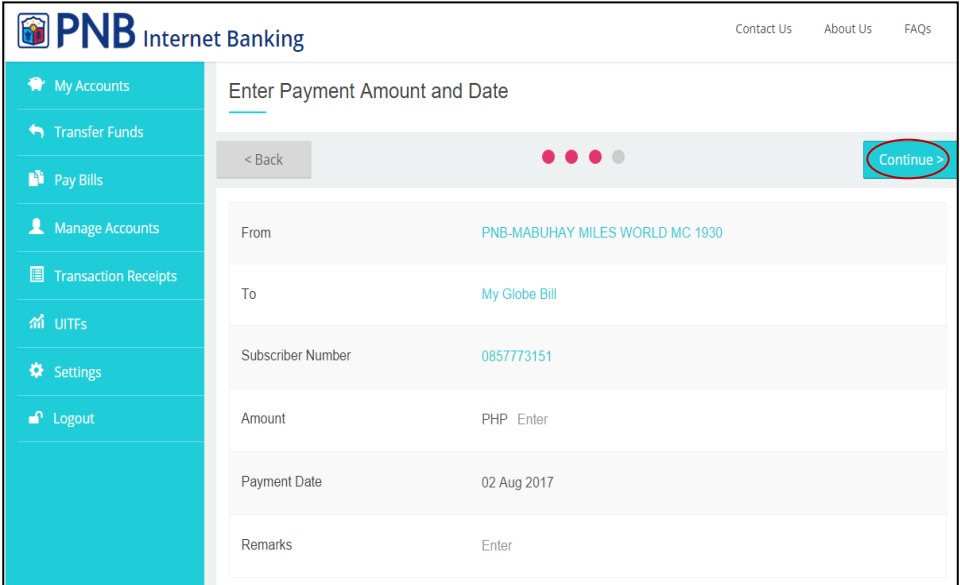 PNB Internet Banking
Contact Us About Us FAQs
My Accounts
Transfer Funds
Pay Bills
Manage Accounts
Transaction Receipts
UITFs
Settings
Logout
Enter Payment Amount and Date
< Back
Continue >
From PNB-MABUHAY MILES WORLD MC 1930
To My Globe Bill
Subscriber Number 0857773151
Amount PHP Enter
Payment Date 02 Aug 2017
Remarks Enter